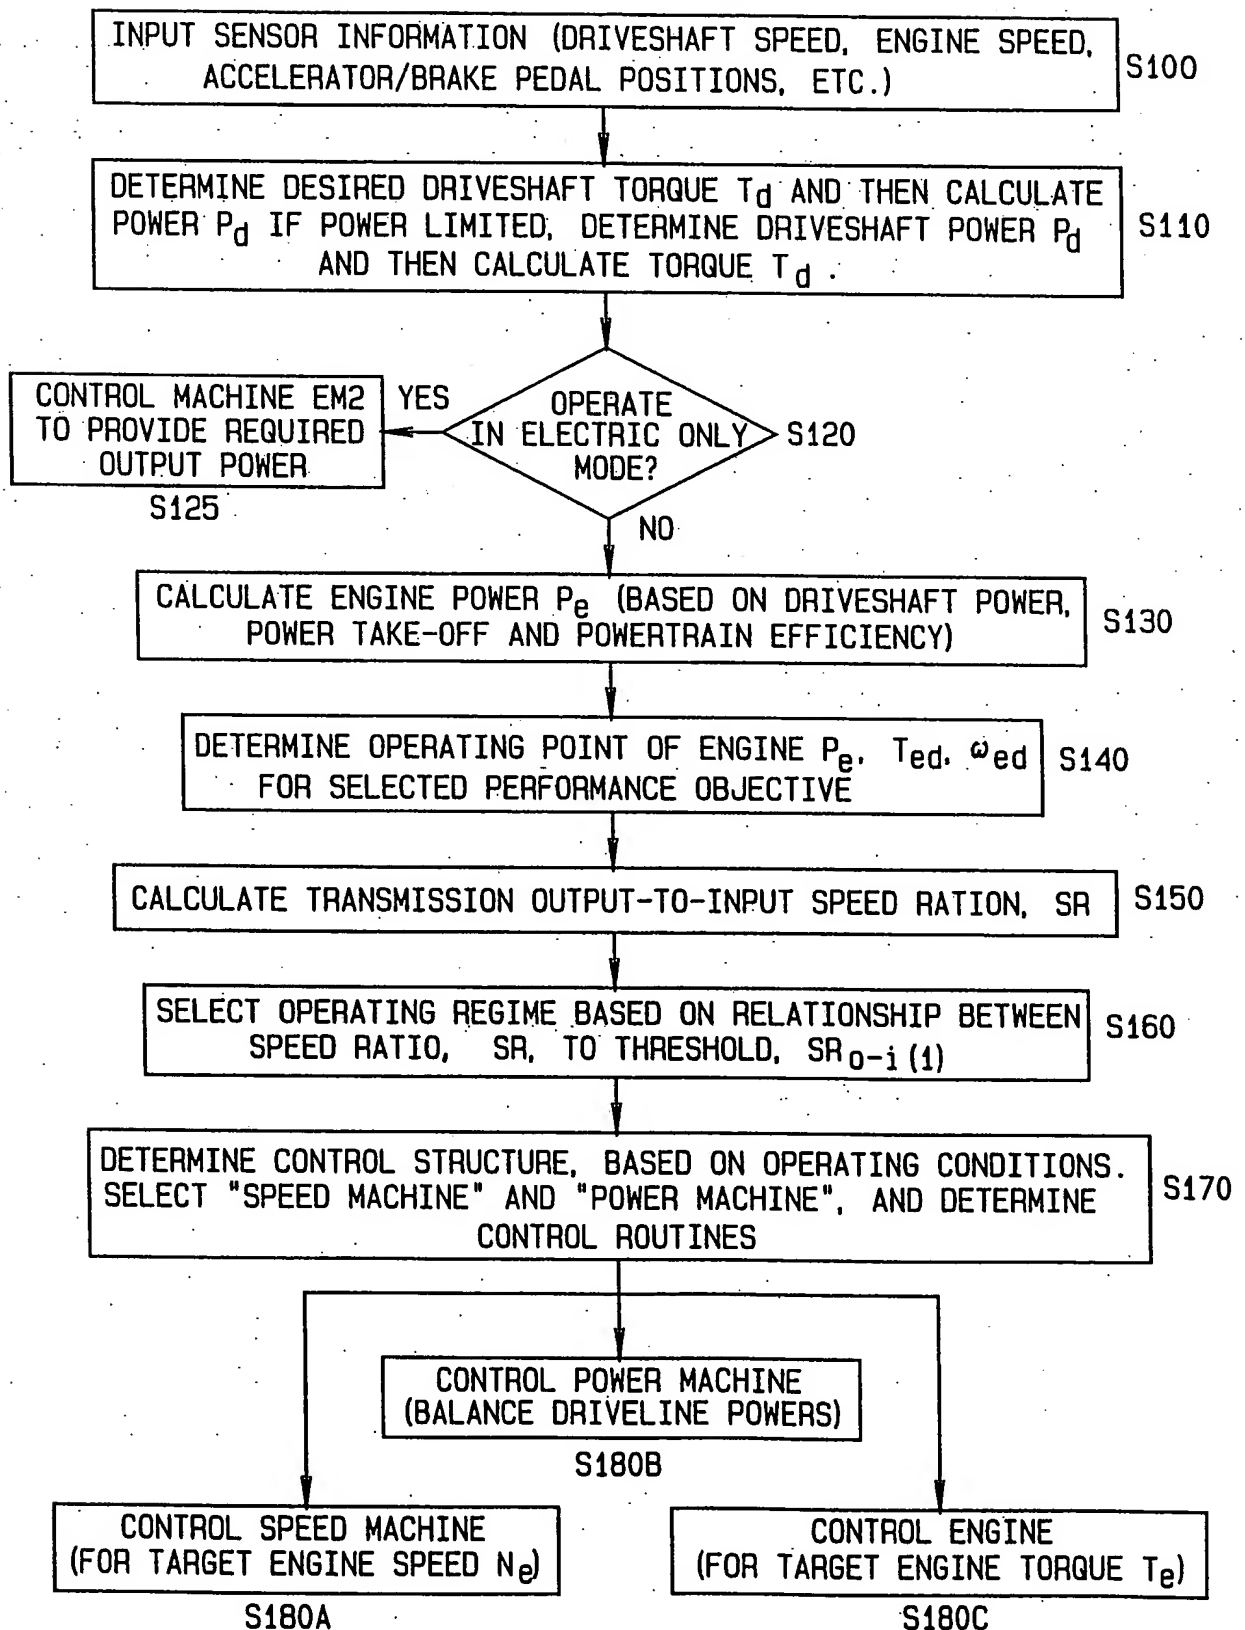 INPUT SENSOR INFORMATION (DRIVESHAFT SPEED, ENGINE SPEED,
ACCELERATOR/BRAKE PEDAL POSITIONS, ETC.)
S100
DETERMINE DESIRED DRIVESHAFT TORQUE Td AND THEN CALCULATE
POWER Pd IF POWER LIMITED, DETERMINE DRIVESHAFT POWER Pd
AND THEN CALCULATE TORQUE Td.
S110
OPERATE
IN ELECTRIC ONLY
MODE?
S120
YES
CONTROL MACHINE EM2
TO PROVIDE REQUIRED
OUTPUT POWER
S125
NO
CALCULATE ENGINE POWER Pe (BASED ON DRIVESHAFT POWER,
POWER TAKE-OFF AND POWERTRAIN EFFICIENCY)
S130
DETERMINE OPERATING POINT OF ENGINE Pe, Ted, ωed
FOR SELECTED PERFORMANCE OBJECTIVE
S140
CALCULATE TRANSMISSION OUTPUT-TO-INPUT SPEED RATION, SR
S150
SELECT OPERATING REGIME BASED ON RELATIONSHIP BETWEEN
SPEED RATIO, SR, TO THRESHOLD, SRo-i(1)
S160
DETERMINE CONTROL STRUCTURE, BASED ON OPERATING CONDITIONS.
SELECT "SPEED MACHINE" AND "POWER MACHINE", AND DETERMINE
CONTROL ROUTINES
S170
CONTROL POWER MACHINE
(BALANCE DRIVELINE POWERS)
S180B
CONTROL SPEED MACHINE
(FOR TARGET ENGINE SPEED Ne)
S180A
CONTROL ENGINE
(FOR TARGET ENGINE TORQUE Te)
S180C